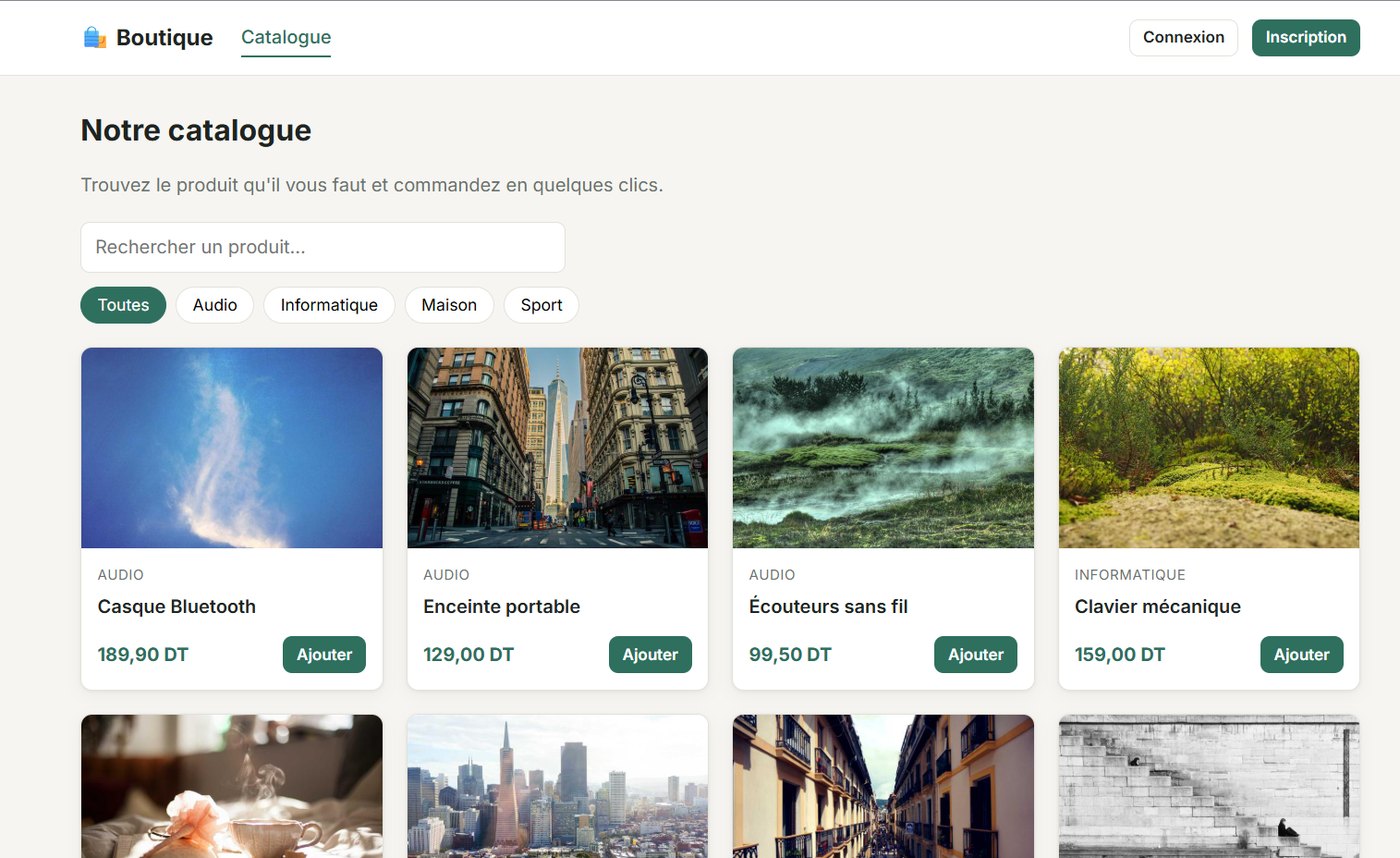 Boutique Catalogue Connexion Inscription
Notre catalogue
Trouvez le produit qu'il vous faut et commandez en quelques clics.
Rechercher un produit...
Toutes Audio Informatique Maison Sport
AUDIO AUDIO AUDIO INFORMATIQUE
Casque Bluetooth Enceinte portable Écouteurs sans fil Clavier mécanique
189,90 DT Ajouter 129,00 DT Ajouter 99,50 DT Ajouter 159,00 DT Ajouter